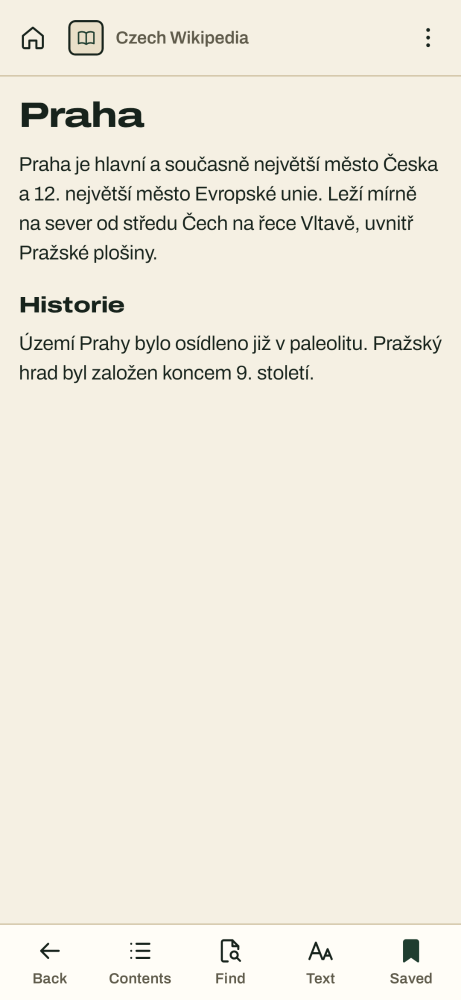 Czech Wikipedia
Praha
Praha je hlavní a současně největší město Česka
a 12. největší město Evropské unie. Leží mírně
na sever od středu Čech na řece Vltavě, uvnitř
Pražské plošiny.
Historie
Území Prahy bylo osídleno již v paleolitu. Pražský
hrad byl založen koncem 9. století.
Back
Contents
Find
Text
Saved